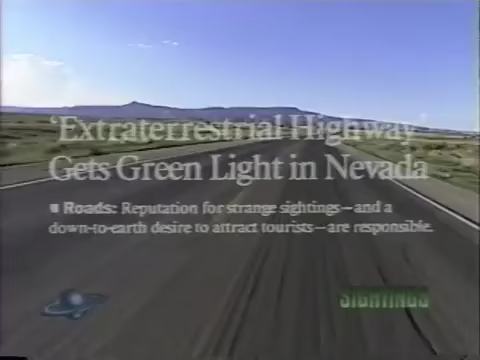 'Extraterrestrial Highway'
Gets Green Light in Nevada
■ Roads: Reputation for strange sightings—and a
down-to-earth desire to attract tourists—are responsible.
SIGHTINGS